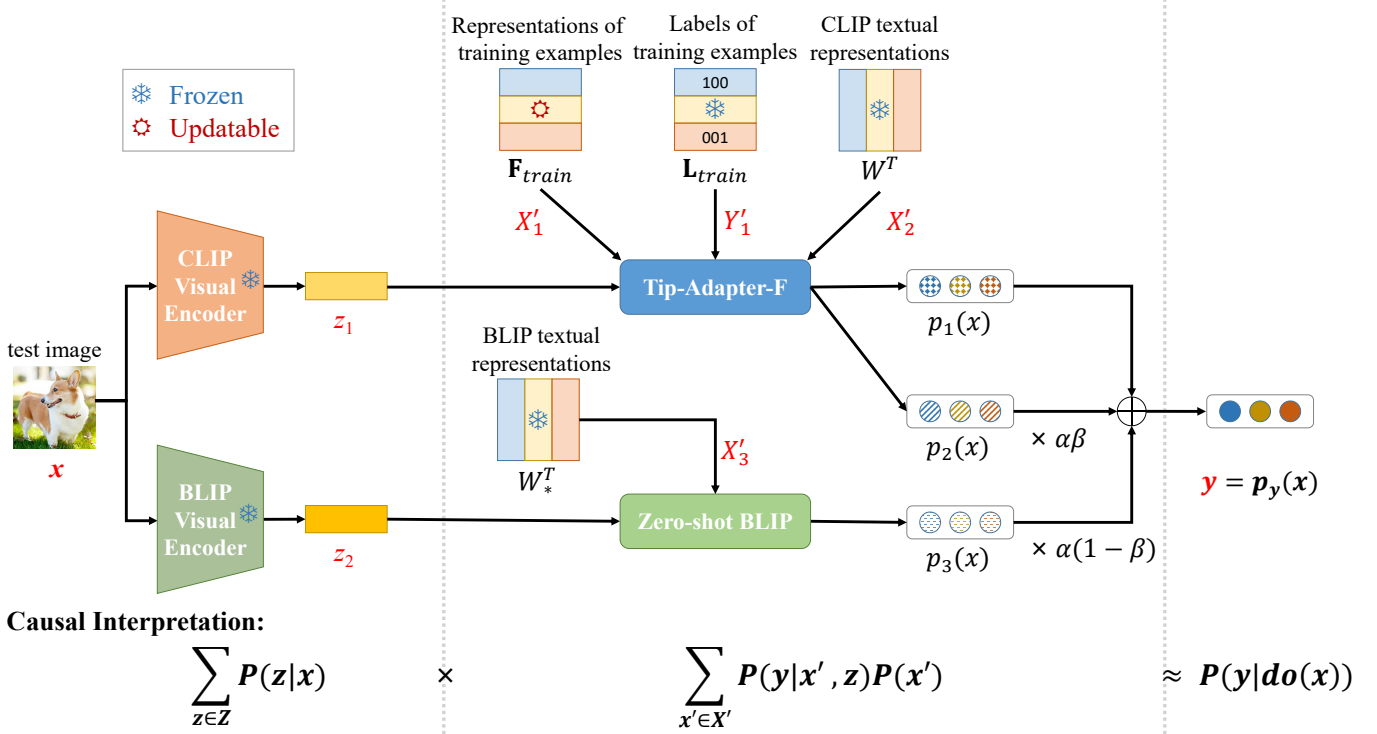 Representations of
training examples
Labels of
training examples
CLIP textual
representations
Frozen
Updatable
100
001
𝐅_train
𝐋_train
W^T
X′_1
Y′_1
X′_2
CLIP
Visual
Encoder
z_1
Tip-Adapter-F
p_1(x)
test image
x
BLIP textual
representations
W_*^T
X′_3
p_2(x)
× αβ
y = p_y(x)
BLIP
Visual
Encoder
z_2
Zero-shot BLIP
p_3(x)
× α(1 − β)
Causal Interpretation:
∑_{z∈Z} P(z|x) × ∑_{x′∈X′} P(y|x′, z)P(x′) ≈ P(y|do(x))